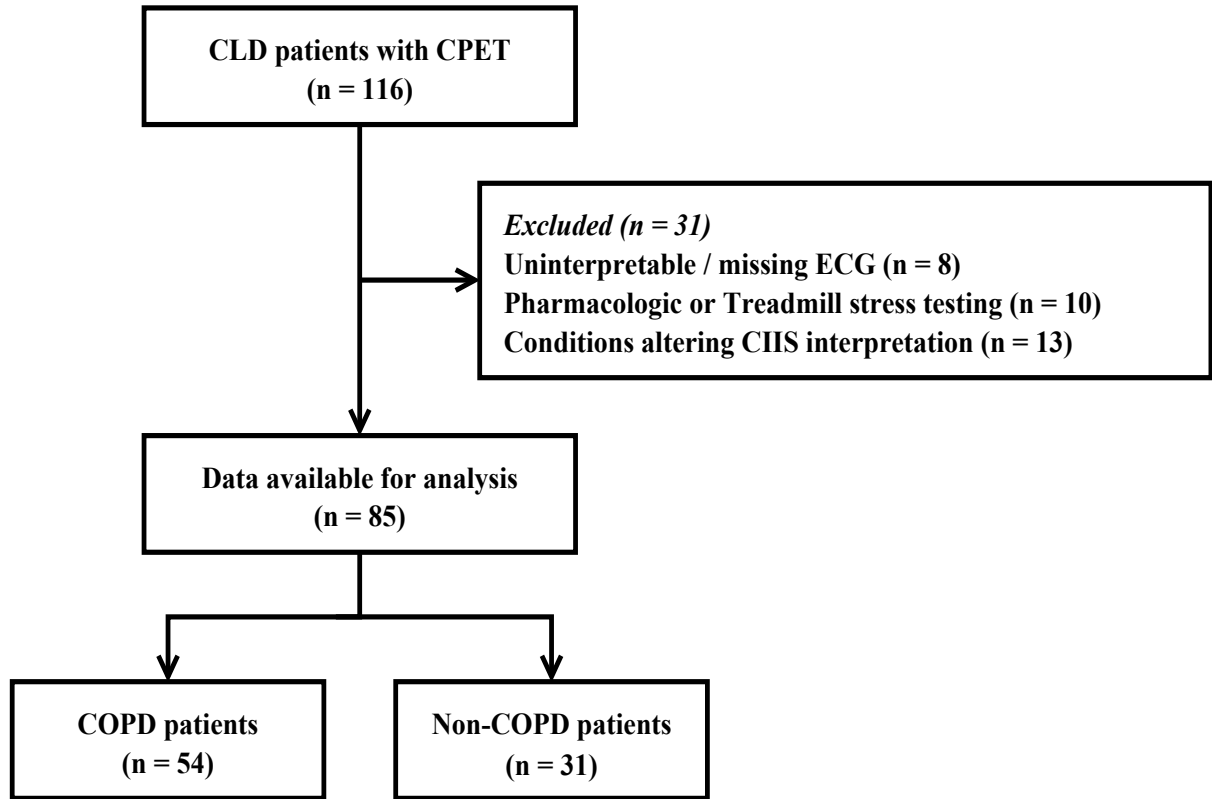 CLD patients with CPET
(n = 116)
Excluded (n = 31)
Uninterpretable / missing ECG (n = 8)
Pharmacologic or Treadmill stress testing (n = 10)
Conditions altering CIIS interpretation (n = 13)
Data available for analysis
(n = 85)
COPD patients
(n = 54)
Non-COPD patients
(n = 31)